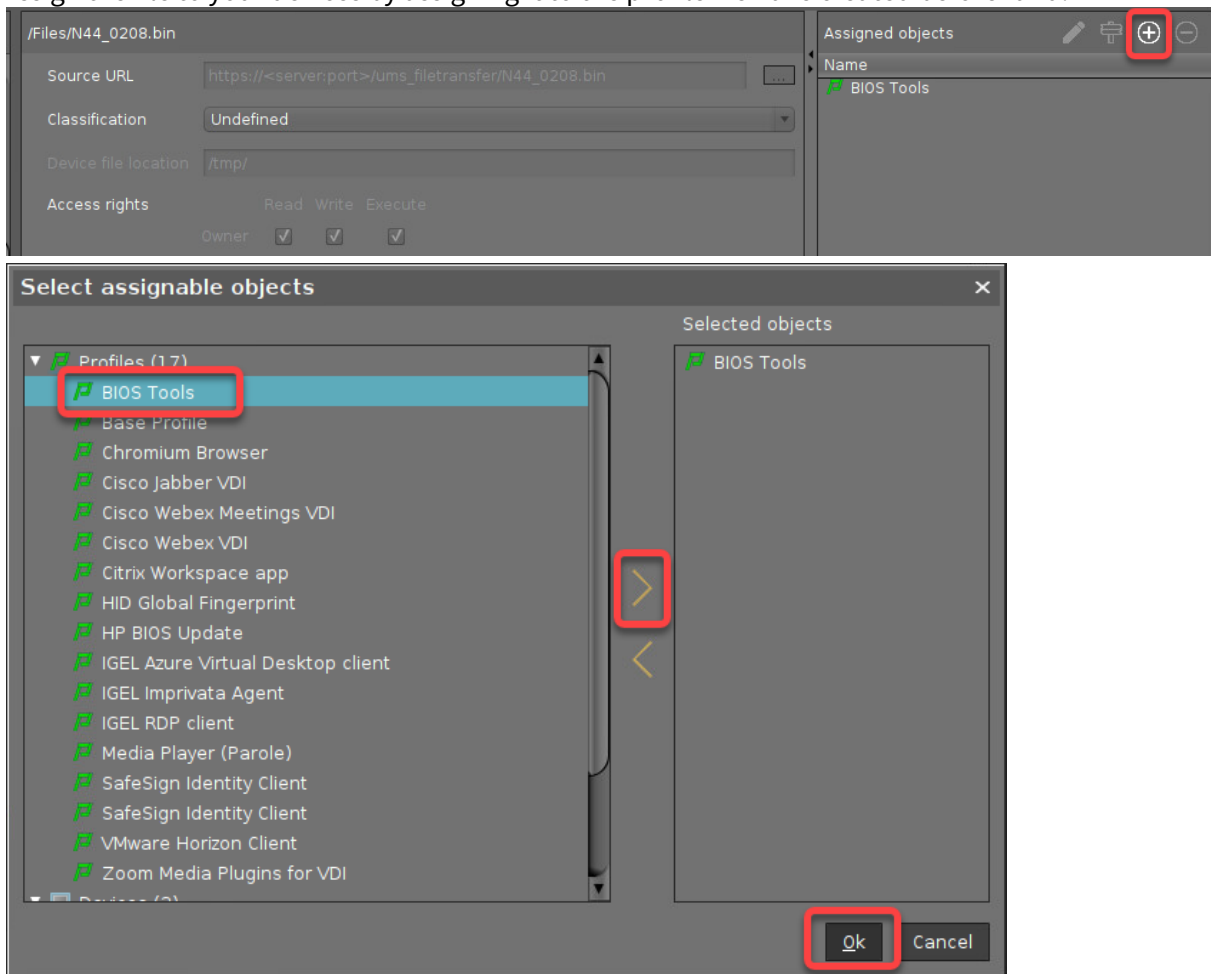 /Files/N44_0208.bin
Assigned objects
Source URL
https://<server:port>/ums_filetransfer/N44_0208.bin
...
Name
BIOS Tools
Classification
Undefined
Device file location
/tmp/
Access rights
Read Write Execute
Owner
Select assignable objects
Selected objects
Profiles (17)
BIOS Tools
BIOS Tools
Base Profile
Chromium Browser
Cisco Jabber VDI
Cisco Webex Meetings VDI
Cisco Webex VDI
Citrix Workspace app
HID Global Fingerprint
HP BIOS Update
IGEL Azure Virtual Desktop client
IGEL Imprivata Agent
IGEL RDP client
Media Player (Parole)
SafeSign Identity Client
SafeSign Identity Client
VMware Horizon Client
Zoom Media Plugins for VDI
Ok
Cancel